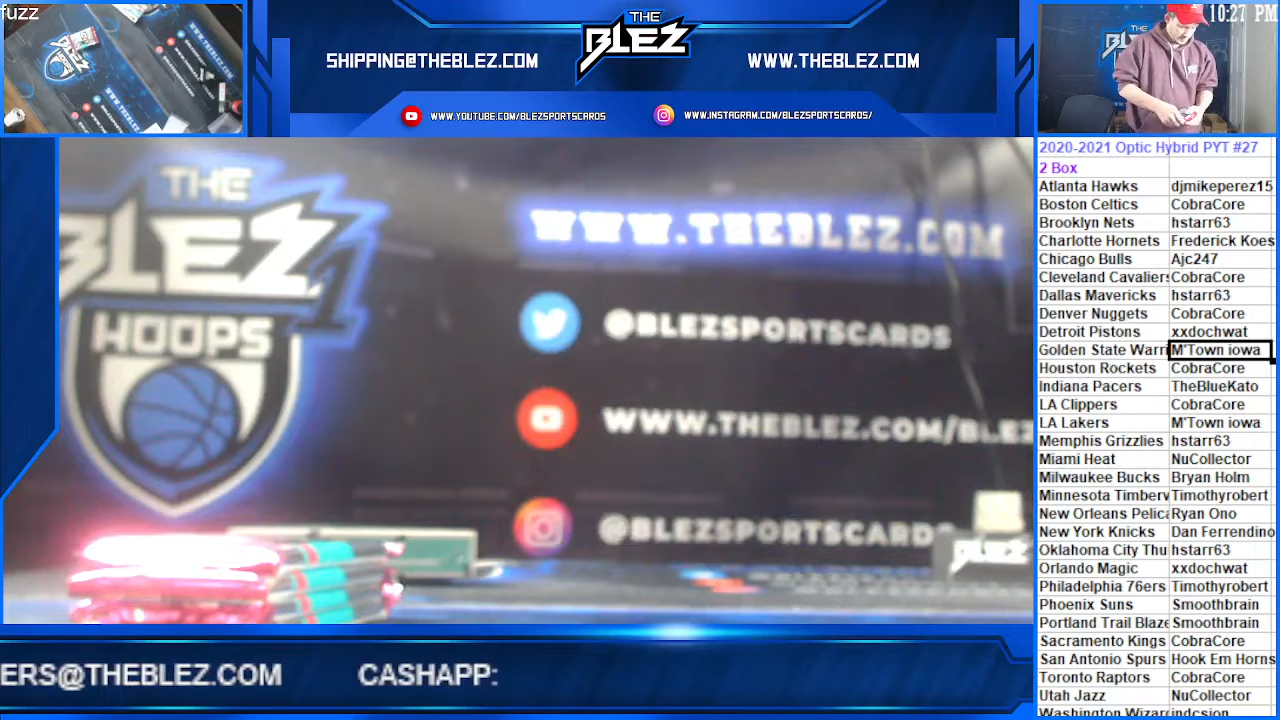 fuzz
THE
BLEZ
SHIPPING@THEBLEZ.COM
WWW.THEBLEZ.COM
WWW.YOUTUBE.COM/BLEZSPORTSCARDS
WWW.INSTAGRAM.COM/BLEZSPORTSCARDS/
10:27 PM
THE
BLEZ
HOOPS
WWW.THEBLEZ.COM
@BLEZSPORTSCARDS
WWW.THEBLEZ.COM/BLEZ
@BLEZSPORTSCARDS
BLEZ
2020-2021 Optic Hybrid PYT #27
2 Box
Atlanta Hawks djmikeperez15
Boston Celtics CobraCore
Brooklyn Nets hstarr63
Charlotte Hornets Frederick Koes
Chicago Bulls Ajc247
Cleveland Cavaliers CobraCore
Dallas Mavericks hstarr63
Denver Nuggets CobraCore
Detroit Pistons xxdochwat
Golden State Warri M'Town iowa
Houston Rockets CobraCore
Indiana Pacers TheBlueKato
LA Clippers CobraCore
LA Lakers M'Town iowa
Memphis Grizzlies hstarr63
Miami Heat NuCollector
Milwaukee Bucks Bryan Holm
Minnesota Timberv Timothyrobert
New Orleans Pelica Ryan Ono
New York Knicks Dan Ferrendino
Oklahoma City Thu hstarr63
Orlando Magic xxdochwat
Philadelphia 76ers Timothyrobert
Phoenix Suns Smoothbrain
Portland Trail Blaze Smoothbrain
Sacramento Kings CobraCore
San Antonio Spurs Hook Em Horns
Toronto Raptors CobraCore
Utah Jazz NuCollector
Washington Wizar indcsion
ERS@THEBLEZ.COM CASHAPP: